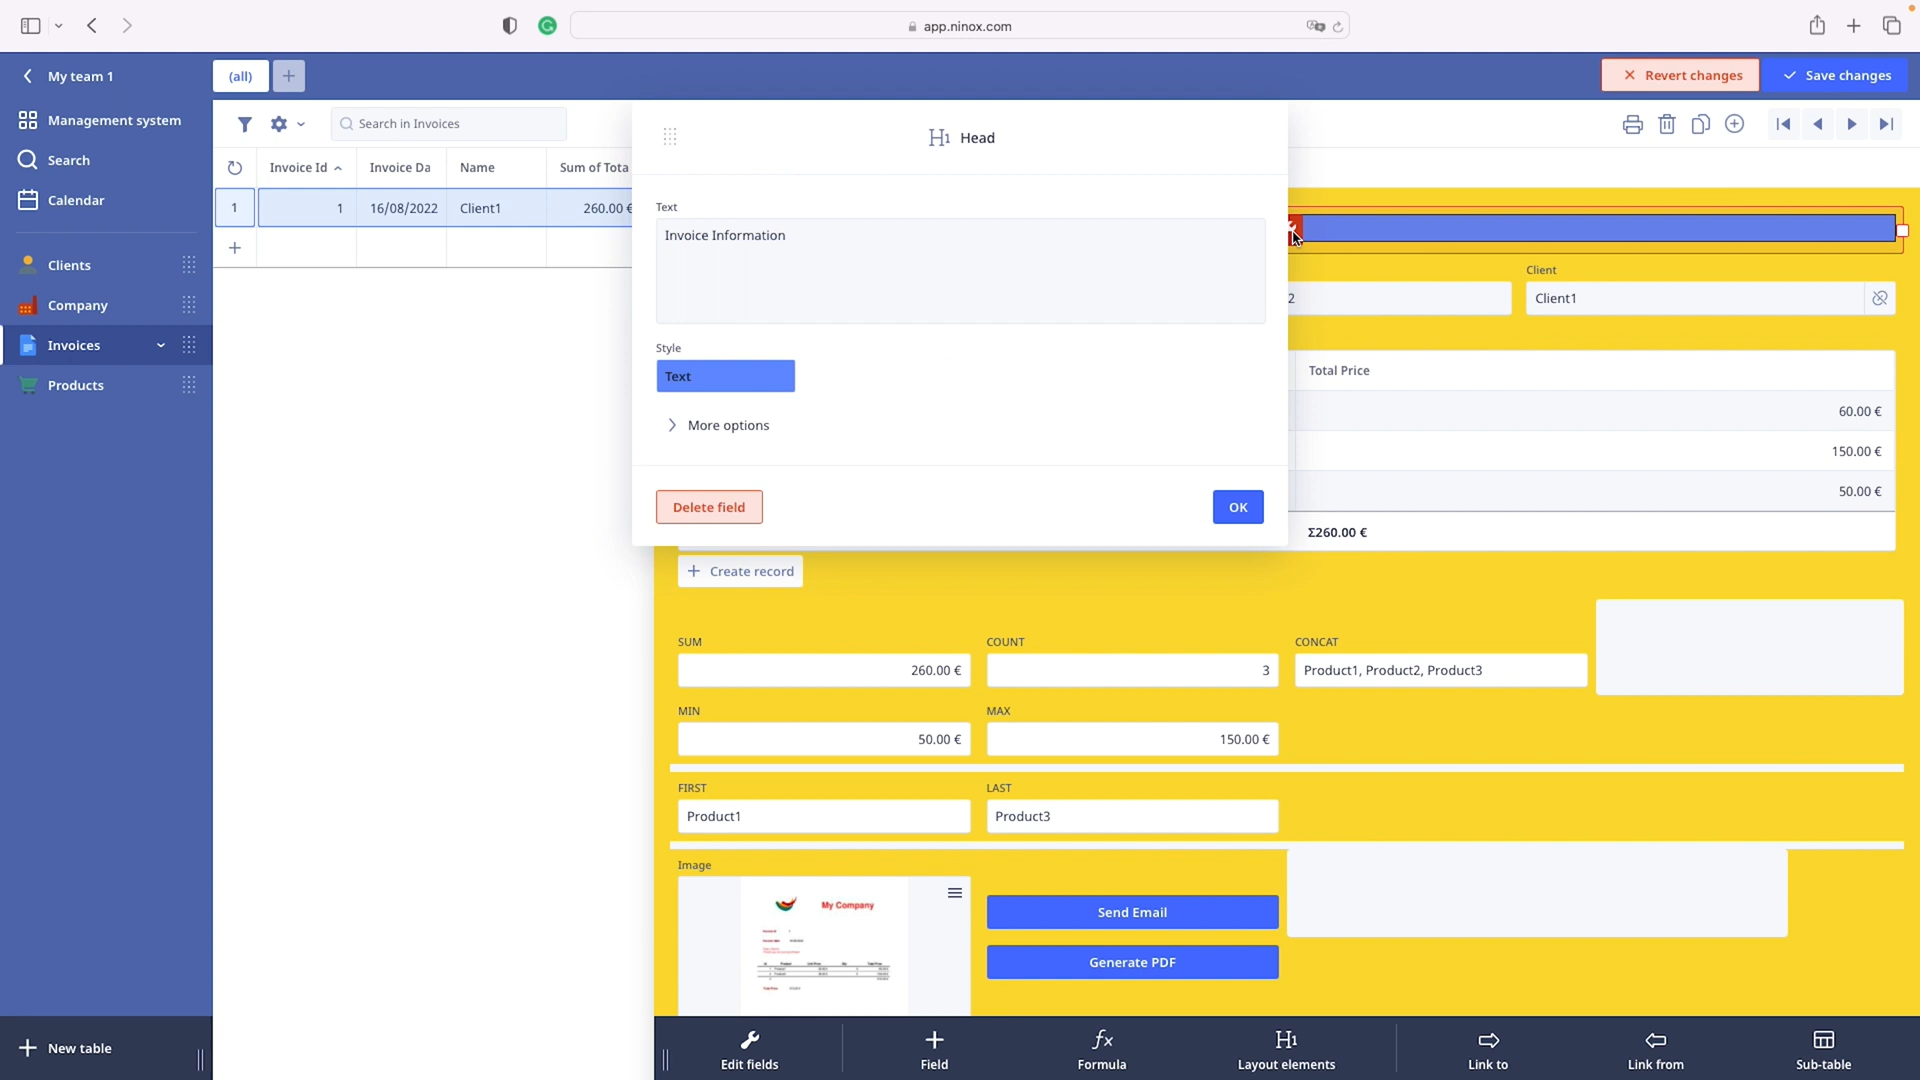 app.ninox.com
My team 1
(all)
Revert changes
Save changes
Management system
Search
Calendar
Clients
Company
Invoices
Products
New table
Search in Invoices
Invoice Id
Invoice Da
Name
Sum of Tota
1
1
16/08/2022
Client1
260.00 €
H1 Head
Text
Invoice Information
Style
Text
More options
Delete field
OK
Client
2
Client1
Total Price
60.00 €
150.00 €
50.00 €
Σ260.00 €
Create record
SUM
COUNT
CONCAT
260.00 €
3
Product1, Product2, Product3
MIN
MAX
50.00 €
150.00 €
FIRST
LAST
Product1
Product3
Image
My Company
Send Email
Generate PDF
Edit fields
Field
fx
Formula
H1
Layout elements
Link to
Link from
Sub-table